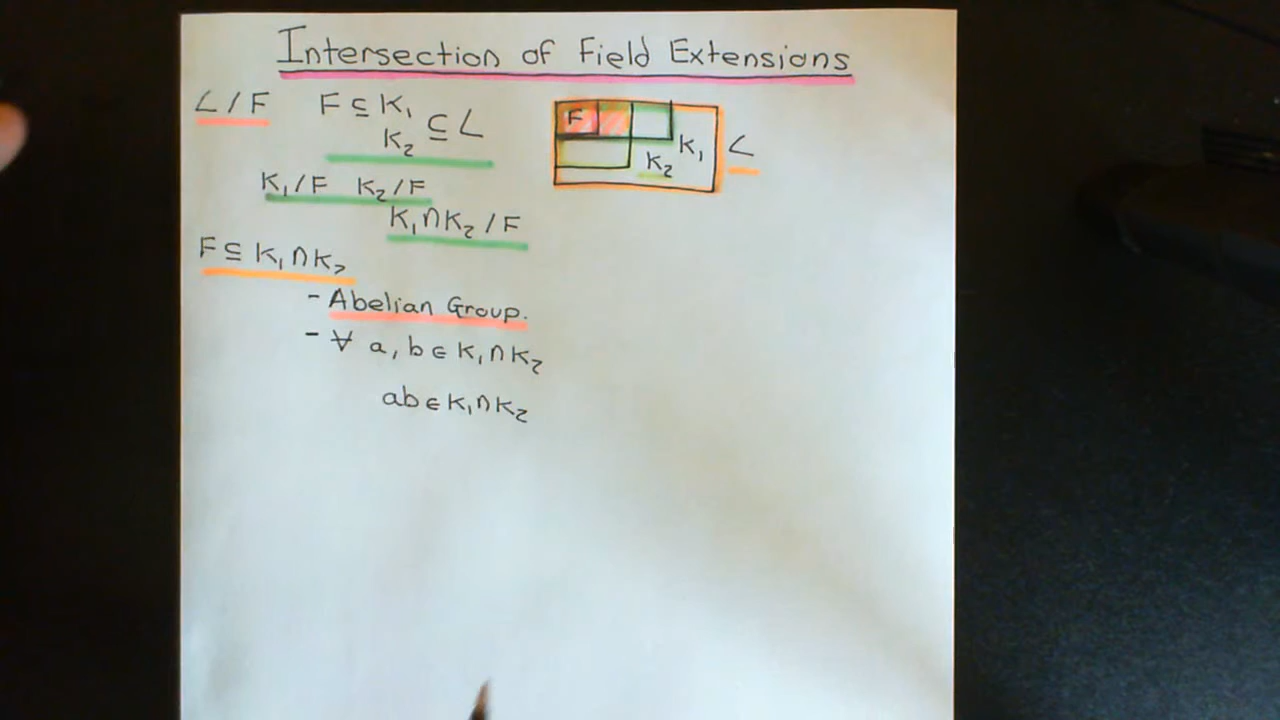 Intersection of Field Extensions
L/F F ⊆ K₁
K₂ ⊆ L
K₁/F K₂/F
K₁∩K₂/F
F ⊆ K₁∩K₂
- Abelian Group.
- ∀ a, b ∈ K₁∩K₂
ab ∈ K₁∩K₂
F
K₁
K₂
L